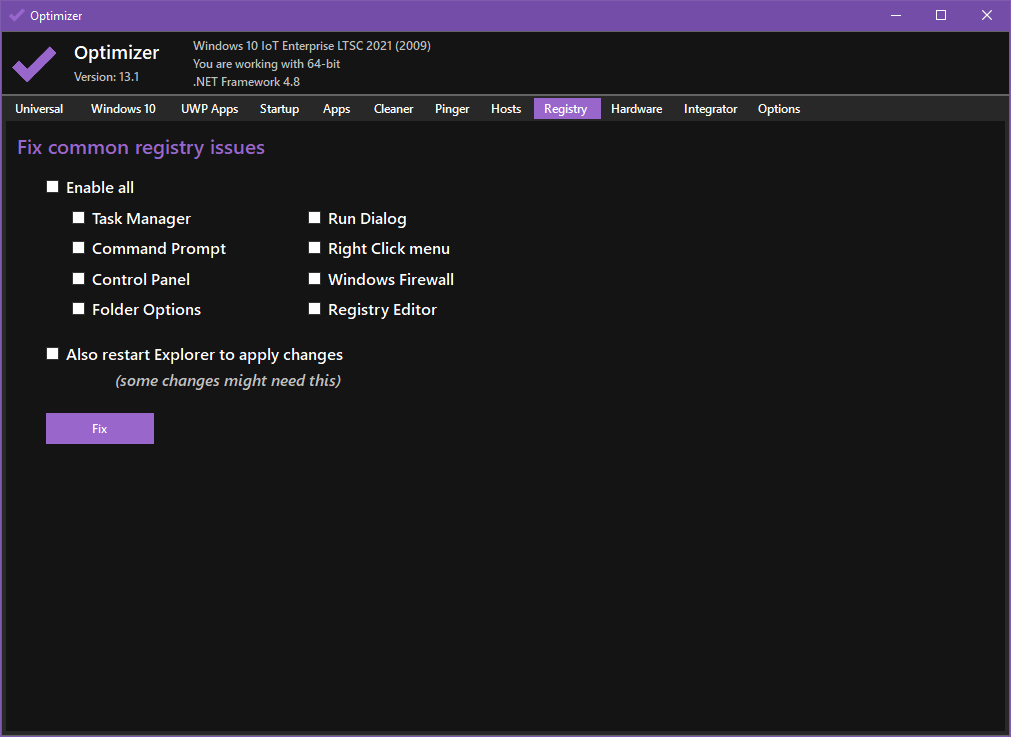 Optimizer
Optimizer
Version: 13.1
Windows 10 IoT Enterprise LTSC 2021 (2009)
You are working with 64-bit
.NET Framework 4.8
Universal Windows 10 UWP Apps Startup Apps Cleaner Pinger Hosts Registry Hardware Integrator Options
Fix common registry issues
Enable all
Task Manager Run Dialog
Command Prompt Right Click menu
Control Panel Windows Firewall
Folder Options Registry Editor
Also restart Explorer to apply changes
(some changes might need this)
Fix